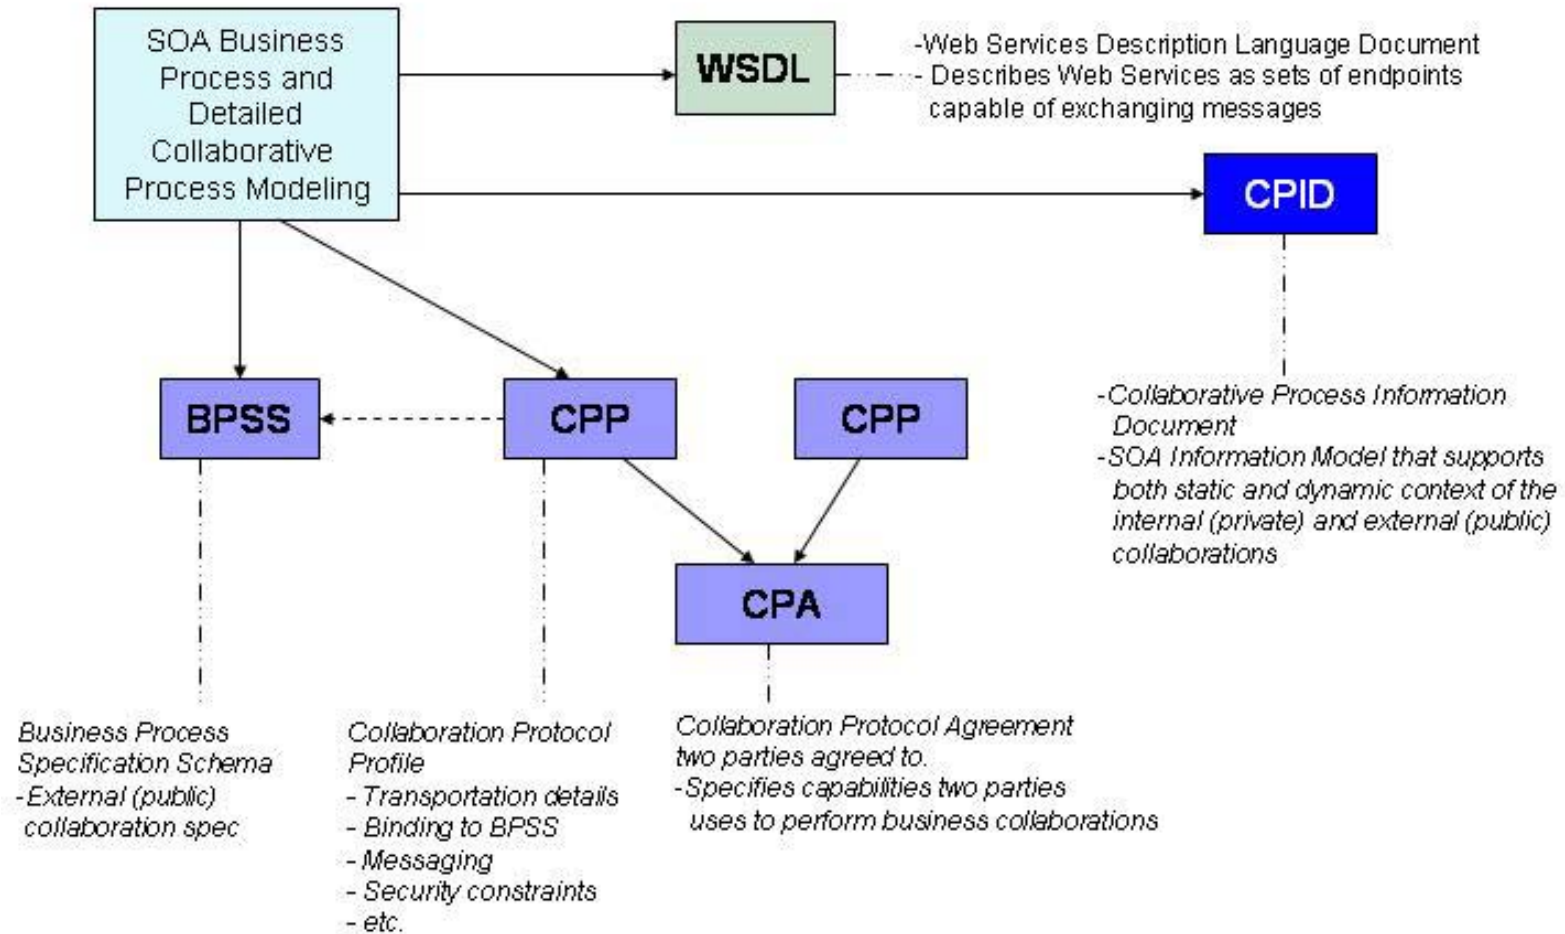 SOA Business
Process and
Detailed
Collaborative
Process Modeling
WSDL
-Web Services Description Language Document
- Describes Web Services as sets of endpoints
capable of exchanging messages
CPID
-Collaborative Process Information
Document
-SOA Information Model that supports
both static and dynamic context of the
internal (private) and external (public)
collaborations
BPSS
CPP
CPP
CPA
Business Process
Specification Schema
-External (public)
collaboration spec
Collaboration Protocol
Profile
- Transportation details
- Binding to BPSS
- Messaging
- Security constraints
- etc.
Collaboration Protocol Agreement
two parties agreed to.
-Specifies capabilities two parties
uses to perform business collaborations